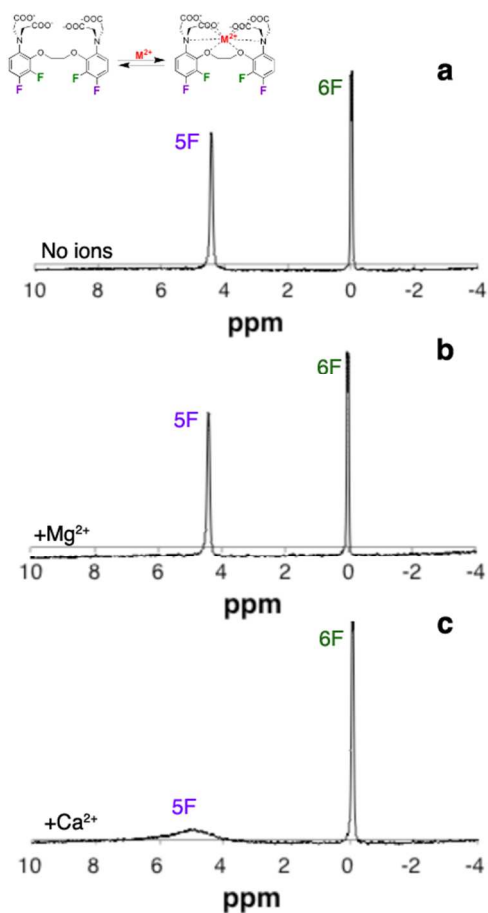 COO⁻ COO⁻
COO⁻ ⁻OOC
N N
O O
F F
F F
M²⁺
COO⁻ COO⁻
COO⁻ ⁻OOC
M²⁺
N N
O O
F F
F F
a
6F
5F
No ions
10 8 6 4 2 0 -2 -4
ppm
b
6F
5F
+Mg²⁺
10 8 6 4 2 0 -2 -4
ppm
c
6F
5F
+Ca²⁺
10 8 6 4 2 0 -2 -4
ppm